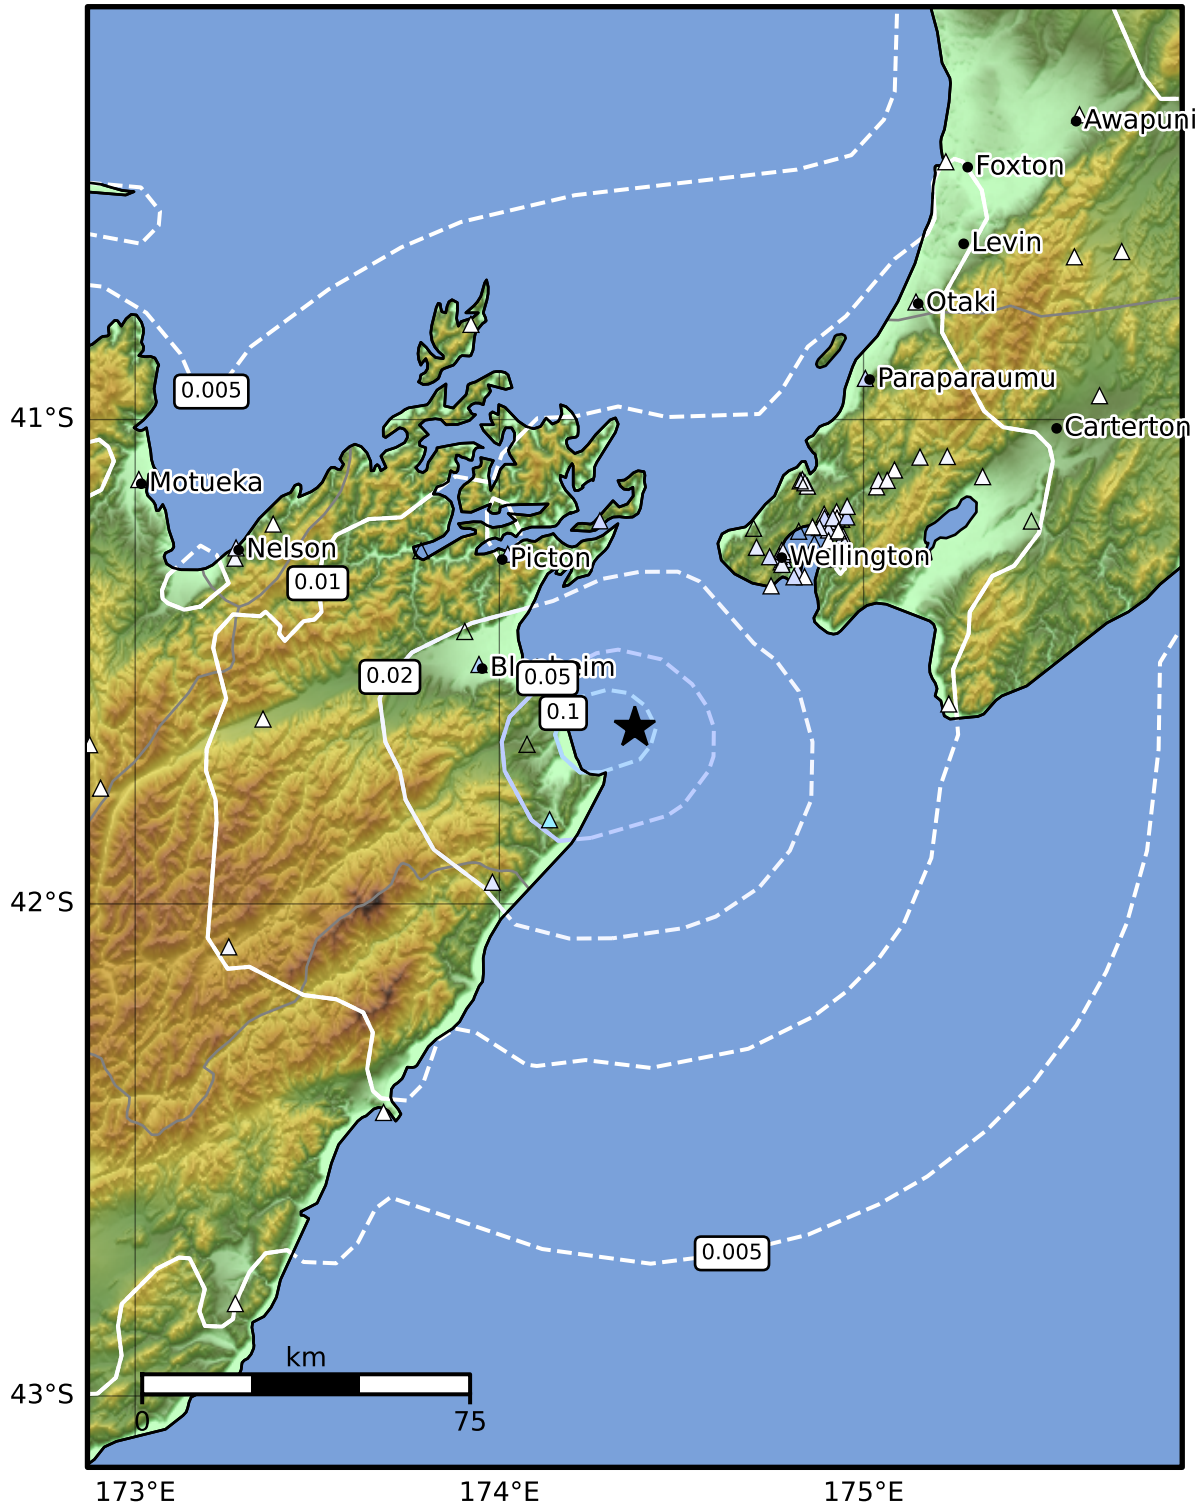 Awapuni
Foxton
Levin
Otaki
0.005
Paraparaumu
41°S
Carterton
Motueka
Nelson
Picton
Wellington
0.01
0.02
0.05
0.1
42°S
0.005
km
43°S
0
75
173°E
174°E
175°E